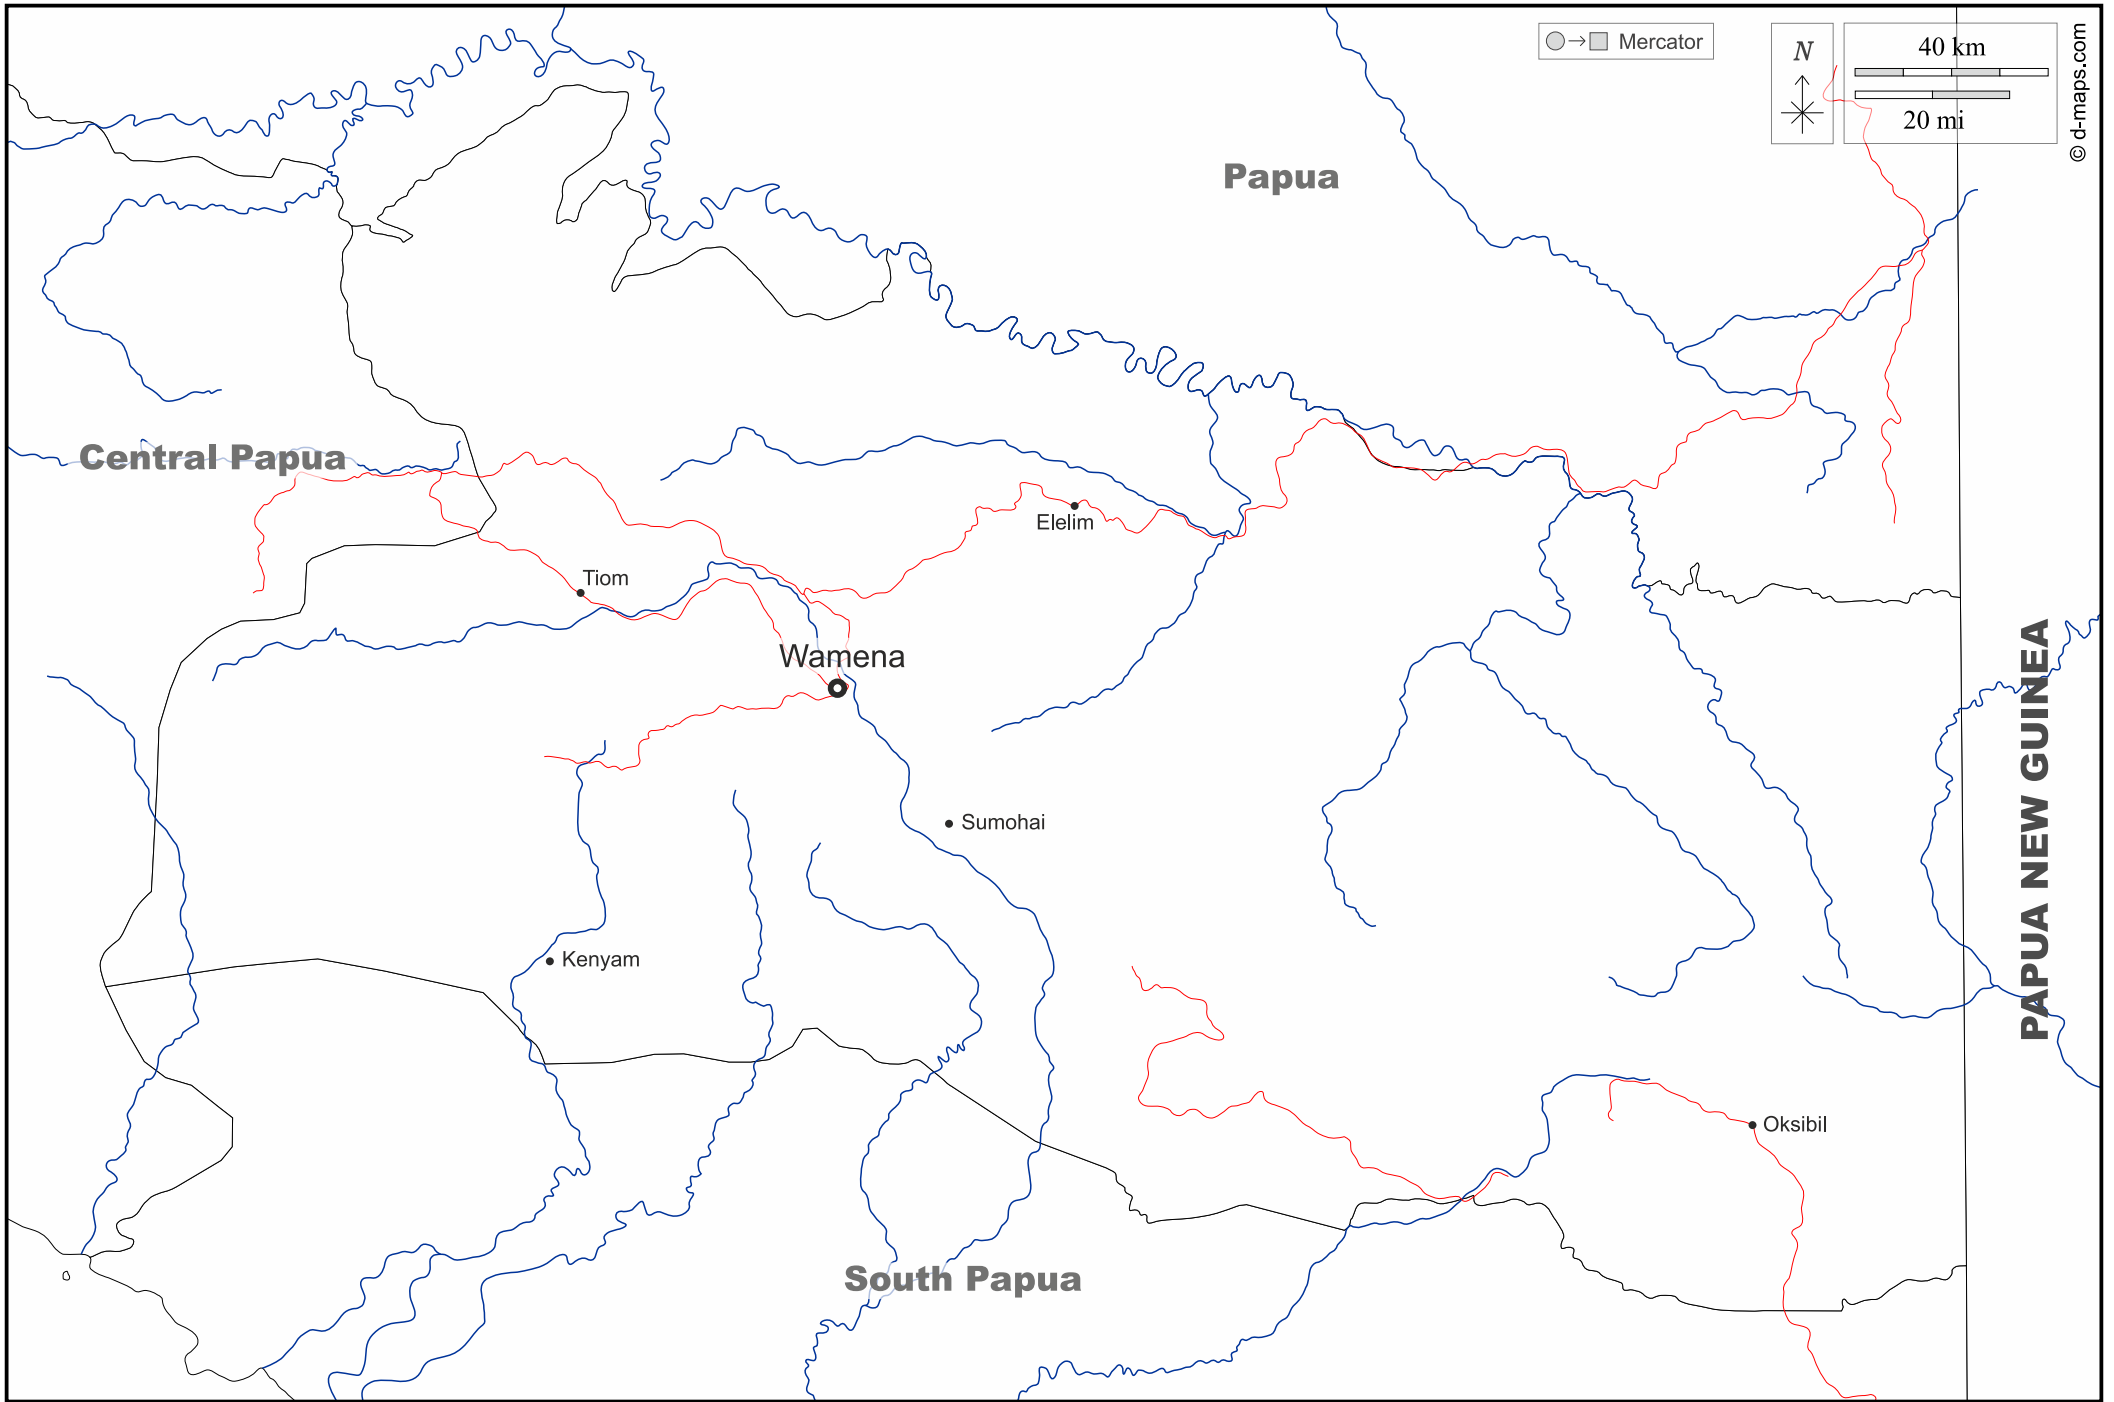 Mercator
N
40 km
20 mi
© d-maps.com
Papua
Central Papua
Elelim
Tiom
Wamena
PAPUA NEW GUINEA
Sumohai
Kenyam
Oksibil
South Papua